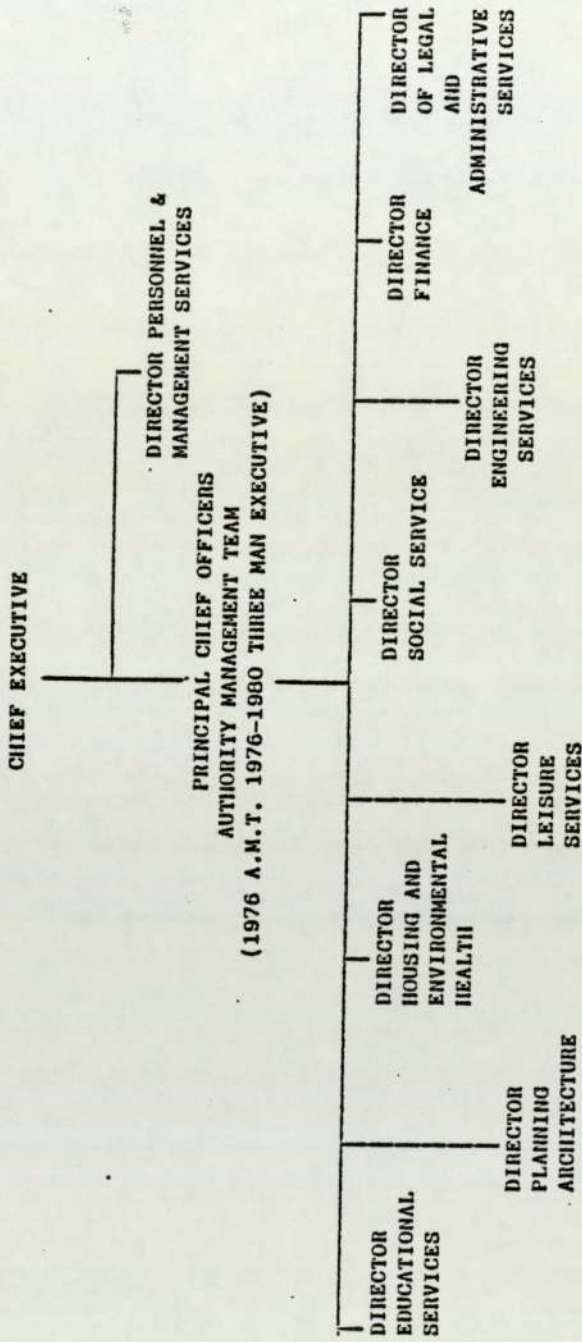 CHIEF EXECUTIVE
DIRECTOR PERSONNEL &
MANAGEMENT SERVICES
PRINCIPAL CHIEF OFFICERS
AUTHORITY MANAGEMENT TEAM
(1976 A.M.T. 1976-1980 THREE MAN EXECUTIVE)
DIRECTOR
EDUCATIONAL
SERVICES
DIRECTOR
PLANNING
ARCHITECTURE
DIRECTOR
HOUSING AND
ENVIRONMENTAL
HEALTH
DIRECTOR
LEISURE
SERVICES
DIRECTOR
SOCIAL SERVICE
DIRECTOR
ENGINEERING
SERVICES
DIRECTOR
FINANCE
DIRECTOR
OF LEGAL
AND
ADMINISTRATIVE
SERVICES